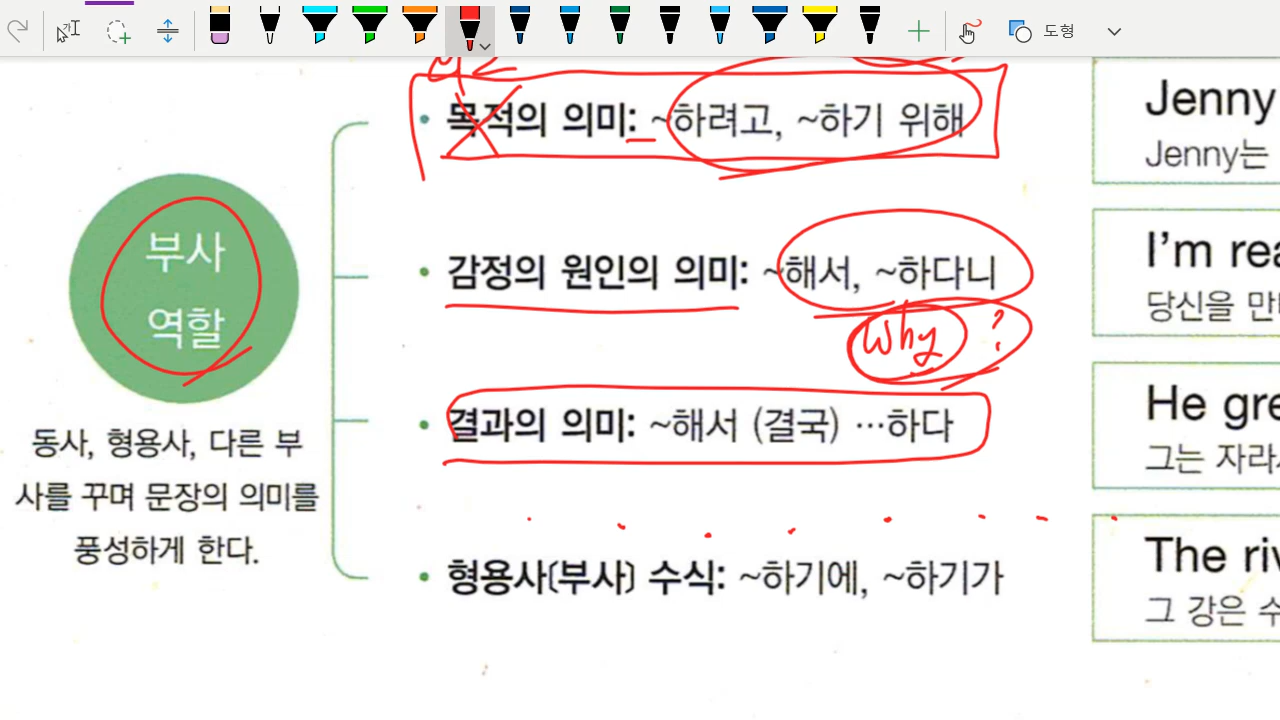 도형
• 목적의 의미: ~하려고, ~하기 위해
Jenny
Jenny는
부사
역할
• 감정의 원인의 의미: ~해서, ~하다니
I'm rea
당신을 만
why ?
• 결과의 의미: ~해서 (결국) …하다
He gre
그는 자라
동사, 형용사, 다른 부
사를 꾸며 문장의 의미를
풍성하게 한다.
• 형용사(부사) 수식: ~하기에, ~하기가
The riv
그 강은 수